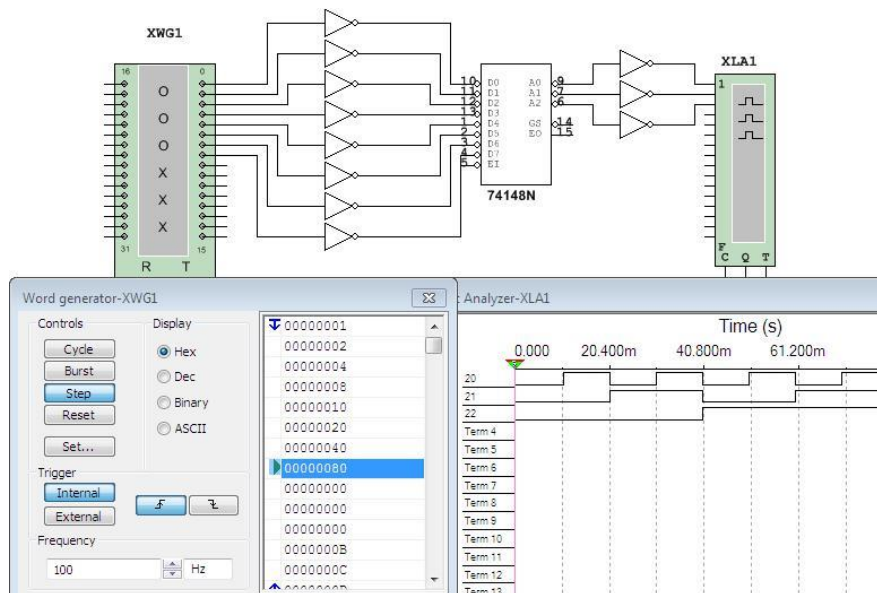 XWG1
16 0
O
O
O
X
X
X
31 15
R T
10 D0 A0 9
11 D1 A1 7
12 D2 A2 6
13 D3
1 D4 GS 14
2 D5 EO 15
3 D6
4 D7
5 EI
74148N
XLA1
1
F
C Q T
Word generator-XWG1
Controls
Cycle
Burst
Step
Reset
Set...
Trigger
Internal
External
Frequency
100 Hz
Display
Hex
Dec
Binary
ASCII
00000001
00000002
00000004
00000008
00000010
00000020
00000040
00000080
00000000
00000000
00000000
0000000B
0000000C
Analyzer-XLA1
Time (s)
0.000 20.400m 40.800m 61.200m
20
21
22
Term 4
Term 5
Term 6
Term 7
Term 8
Term 9
Term 10
Term 11
Term 12
Term 13